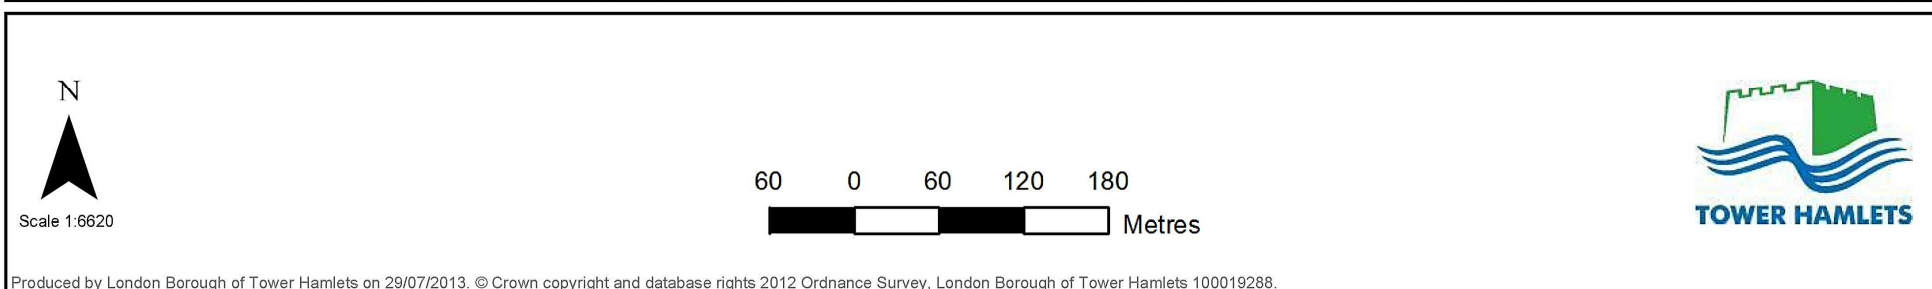 N
Scale 1:6620
60 0 60 120 180
Metres
TOWER HAMLETS
Produced by London Borough of Tower Hamlets on 29/07/2013. © Crown copyright and database rights 2012 Ordnance Survey, London Borough of Tower Hamlets 100019288.